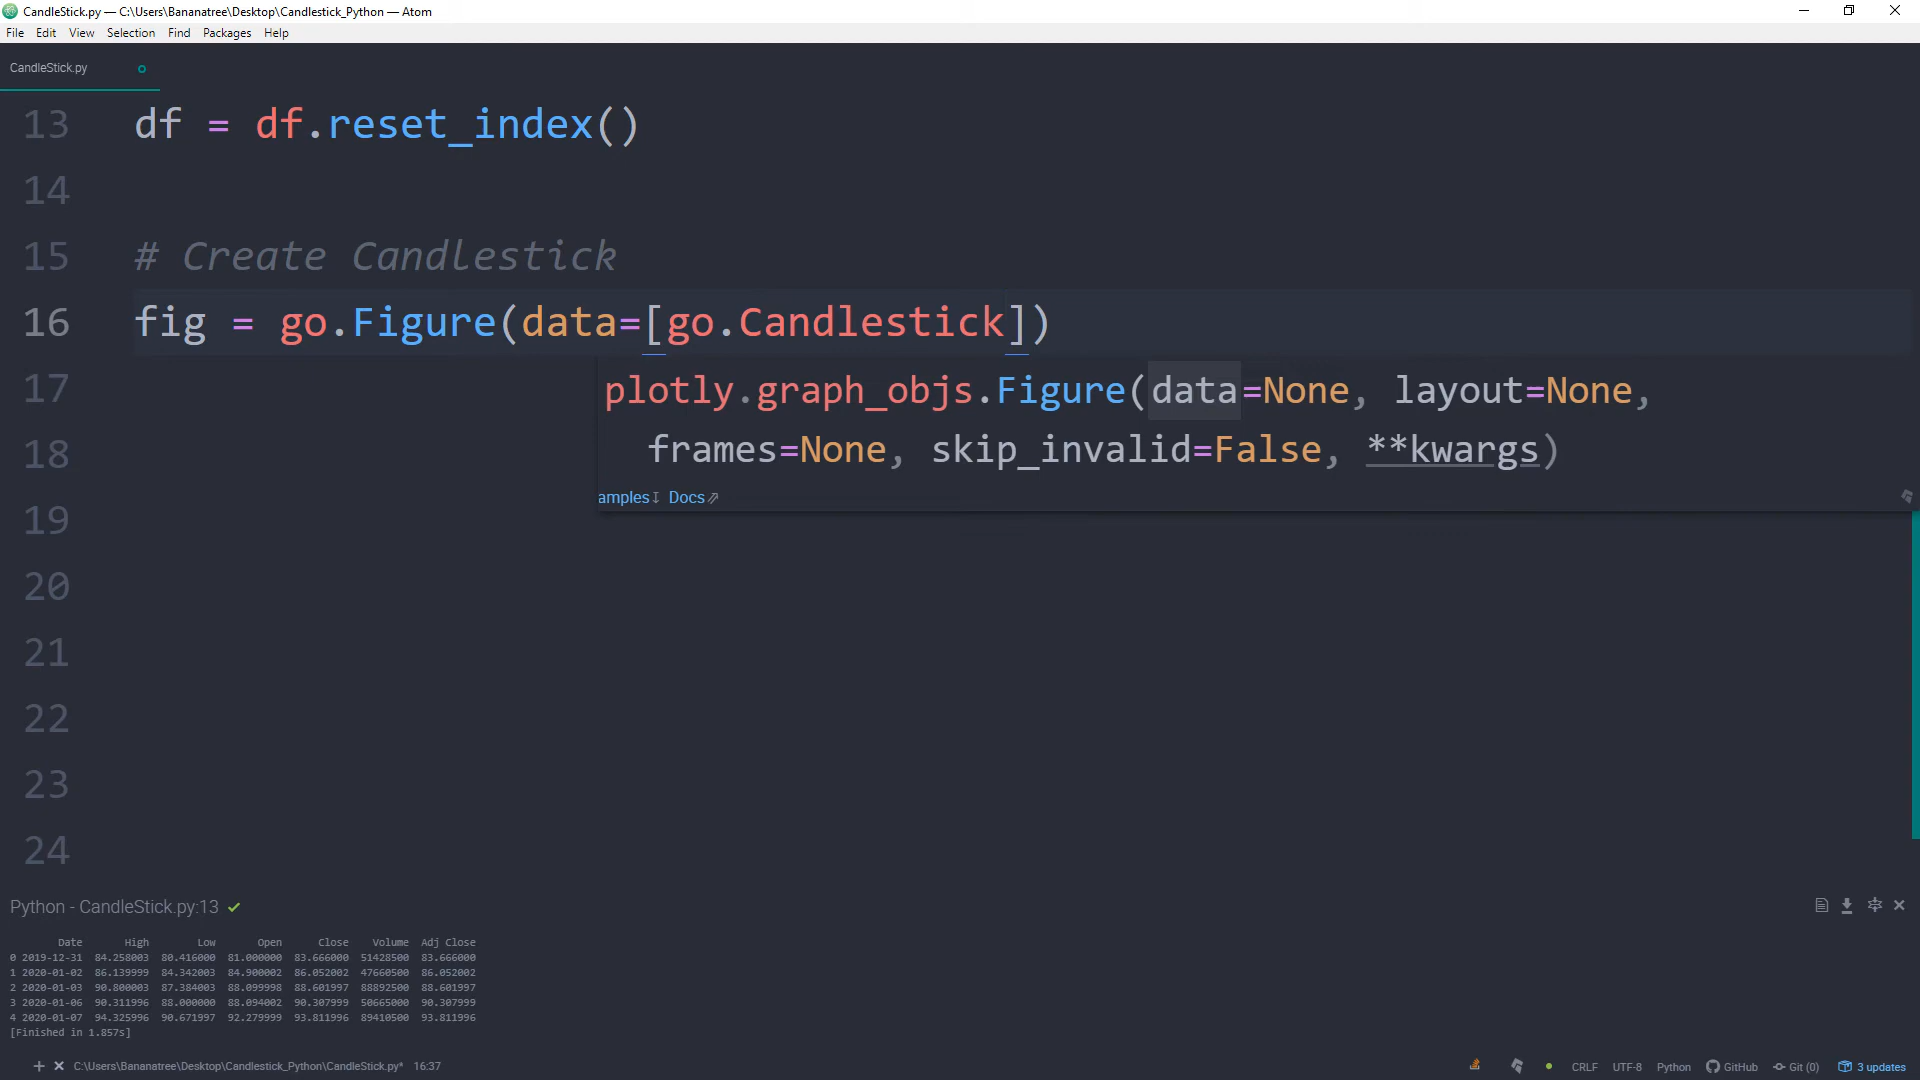 CandleStick.py — C:\Users\Bananatree\Desktop\Candlestick_Python — Atom
File Edit View Selection Find Packages Help
CandleStick.py
13 df = df.reset_index()
14
15 # Create Candlestick
16 fig = go.Figure(data=[go.Candlestick])
17 plotly.graph_objs.Figure(data=None, layout=None,
18 frames=None, skip_invalid=False, **kwargs)
amples Docs
19
20
21
22
23
24
Python - CandleStick.py:13
Date High Low Open Close Volume Adj Close
0 2019-12-31 84.258003 80.416000 81.000000 83.666000 51428500 83.666000
1 2020-01-02 86.139999 84.342003 84.900002 86.052002 47660500 86.052002
2 2020-01-03 90.800003 87.384003 88.099998 88.601997 88892500 88.601997
3 2020-01-06 90.311996 88.000000 88.094002 90.307999 50665000 90.307999
4 2020-01-07 94.325996 90.671997 92.279999 93.811996 89410500 93.811996
[Finished in 1.857s]
C:\Users\Bananatree\Desktop\Candlestick_Python\CandleStick.py* 16:37 CRLF UTF-8 Python GitHub Git (0) 3 updates